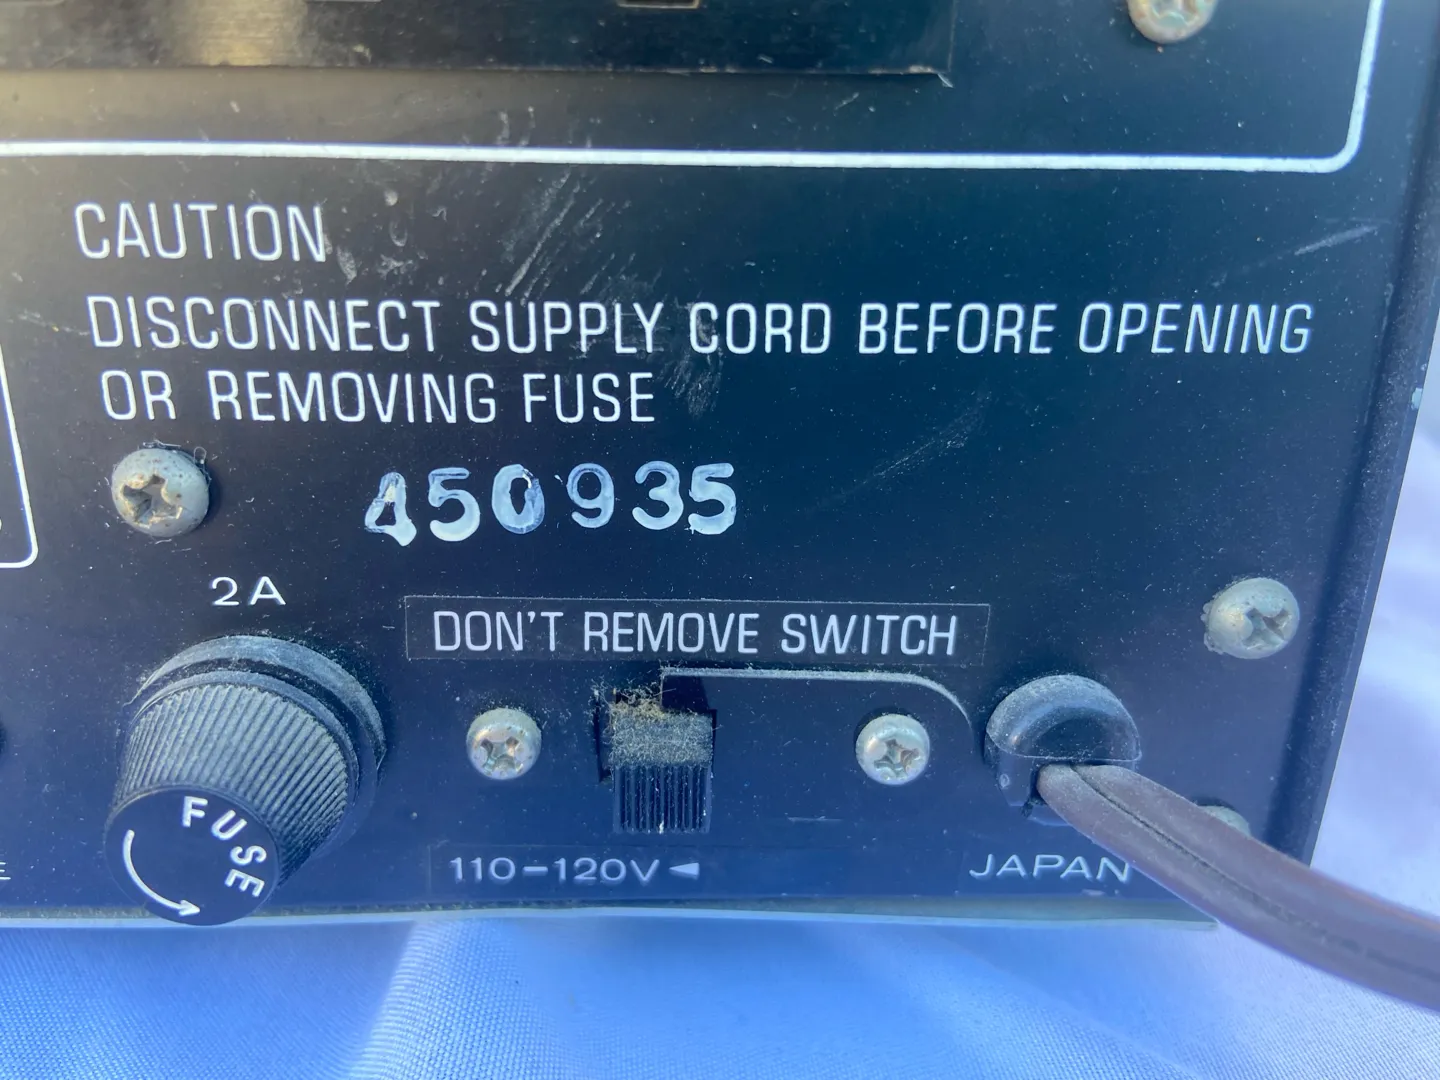 CAUTION
DISCONNECT SUPPLY CORD BEFORE OPENING
OR REMOVING FUSE
450935
2A
DON'T REMOVE SWITCH
FUSE
110-120V◄
JAPAN